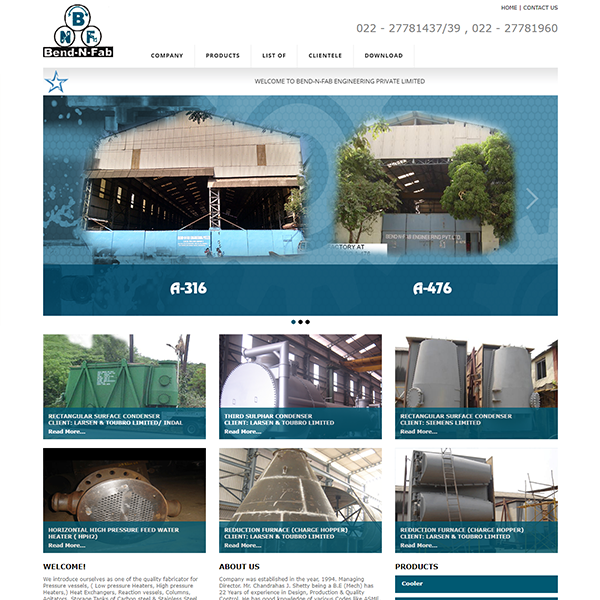 HOME | CONTACT US
B
N F
Bend-N-Fab
022 - 27781437/39 , 022 - 27781960
COMPANY PRODUCTS LIST OF CLIENTELE DOWNLOAD
WELCOME TO BEND-N-FAB ENGINEERING PRIVATE LIMITED
BEND-N-FAB ENGINEERING PVT.LTD.
A-316 A-476
RECTANGULAR SURFACE CONDENSER
CLIENT: LARSEN & TOUBRO LIMITED/ INDAL
Read More...
THIRD SULPHAR CONDENSER
CLIENT: LARSEN & TOUBRO LIMITED
Read More...
RECTANGULAR SURFACE CONDENSER
CLIENT: SIEMENS LIMITED
Read More...
HORIZONTAL HIGH PRESSURE FEED WATER
HEATER ( HPH2)
Read More...
REDUCTION FURNACE (CHARGE HOPPER)
CLIENT: LARSEN & TOUBRO LIMITED
Read More...
REDUCTION FURNACE (CHARGE HOPPER)
CLIENT: LARSEN & TOUBRO LIMITED
Read More...
WELCOME!
We introduce ourselves as one of the quality fabricator for
Pressure vessels, ( Low pressure Heaters, High pressure
Heaters,) Heat Exchangers, Reaction vessels, Columns,
Agitators, Storage Tanks of Carbon steel & Stainless Steel
ABOUT US
Company was established in the year, 1994. Managing
Director. Mr. Chandrahas J. Shetty being a B.E (Mech) has
22 Years of experience in Design, Production & Quality
Control. We has good knowledge of various Codes like ASME
PRODUCTS
Cooler